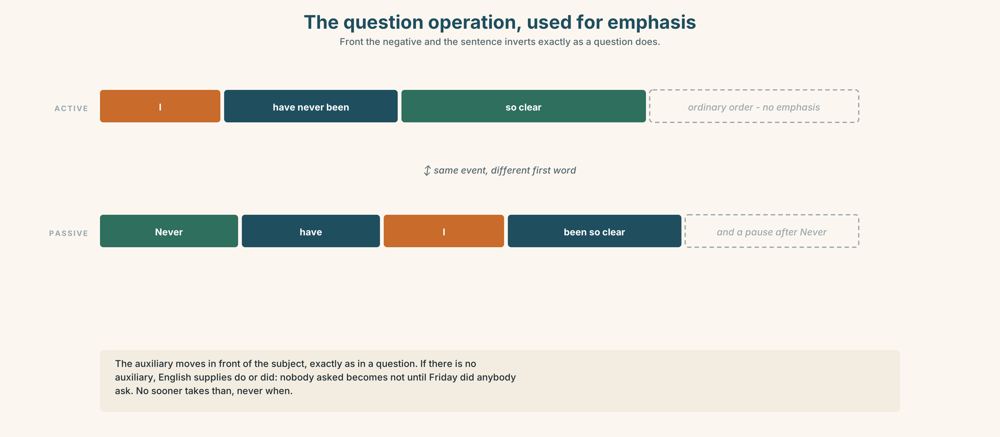 The question operation, used for emphasis
Front the negative and the sentence inverts exactly as a question does.
ACTIVE I have never been so clear ordinary order - no emphasis
↕ same event, different first word
PASSIVE Never have I been so clear and a pause after Never
The auxiliary moves in front of the subject, exactly as in a question. If there is no
auxiliary, English supplies do or did: nobody asked becomes not until Friday did anybody
ask. No sooner takes than, never when.